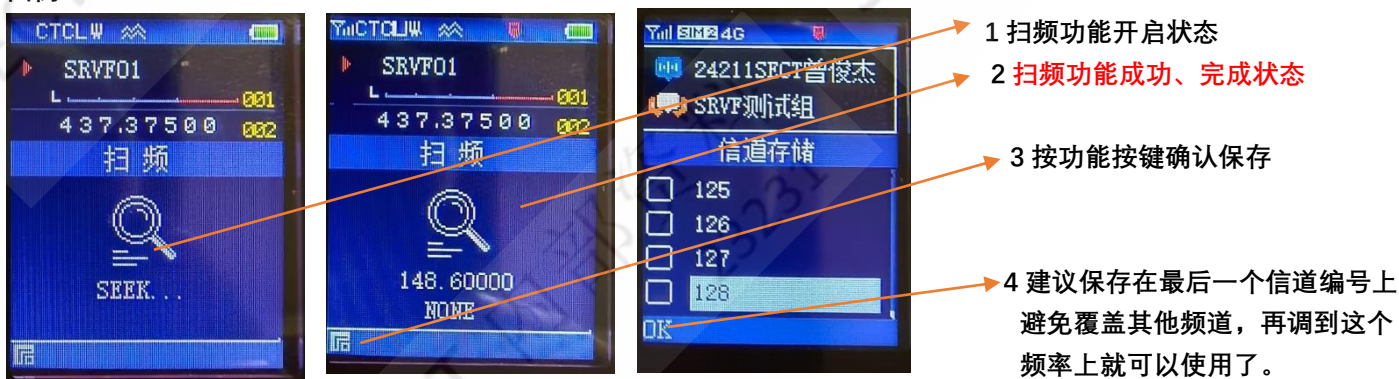 CTCLW
SRVF01
L
001
437.37500
002
扫频
SEEK...
CTCLW
SRVF01
L
001
437.37500
002
扫频
148.60000
NONE
SIM2 4G
24211SFCT曾俊杰
SRVF测试组
信道存储
125
126
127
128
OK
1 扫频功能开启状态
2 扫频功能成功、完成状态
3 按功能按键确认保存
4 建议保存在最后一个信道编号上
避免覆盖其他频道，再调到这个
频率上就可以使用了。
23231